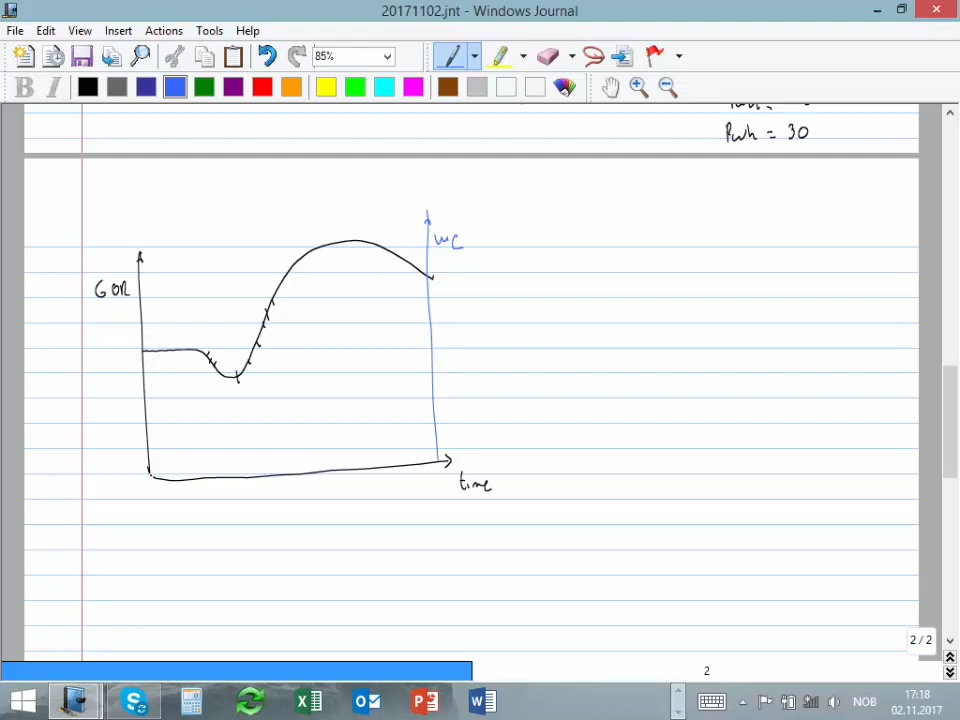 20171102.jnt - Windows Journal
File Edit View Insert Actions Tools Help
85%
B I
Pwh = 30
WC
GOR
time
2 / 2
2
NOB
17:18
02.11.2017